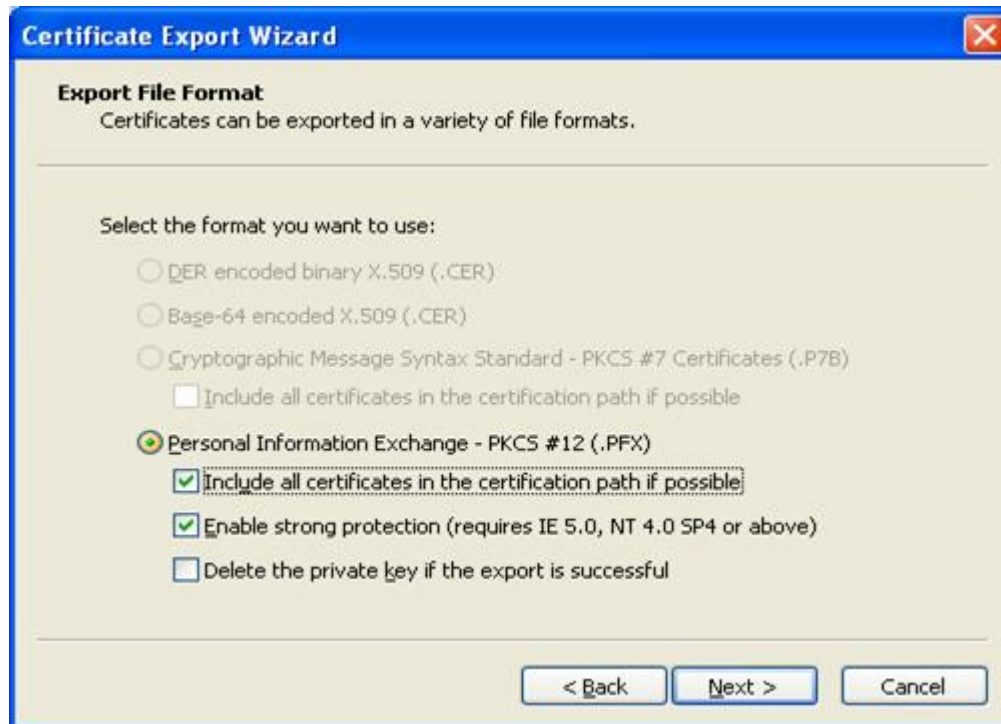 Certificate Export Wizard
Export File Format
Certificates can be exported in a variety of file formats.
Select the format you want to use:
DER encoded binary X.509 (.CER)
Base-64 encoded X.509 (.CER)
Cryptographic Message Syntax Standard - PKCS #7 Certificates (.P7B)
Include all certificates in the certification path if possible
Personal Information Exchange - PKCS #12 (.PFX)
Include all certificates in the certification path if possible
Enable strong protection (requires IE 5.0, NT 4.0 SP4 or above)
Delete the private key if the export is successful
< Back Next > Cancel